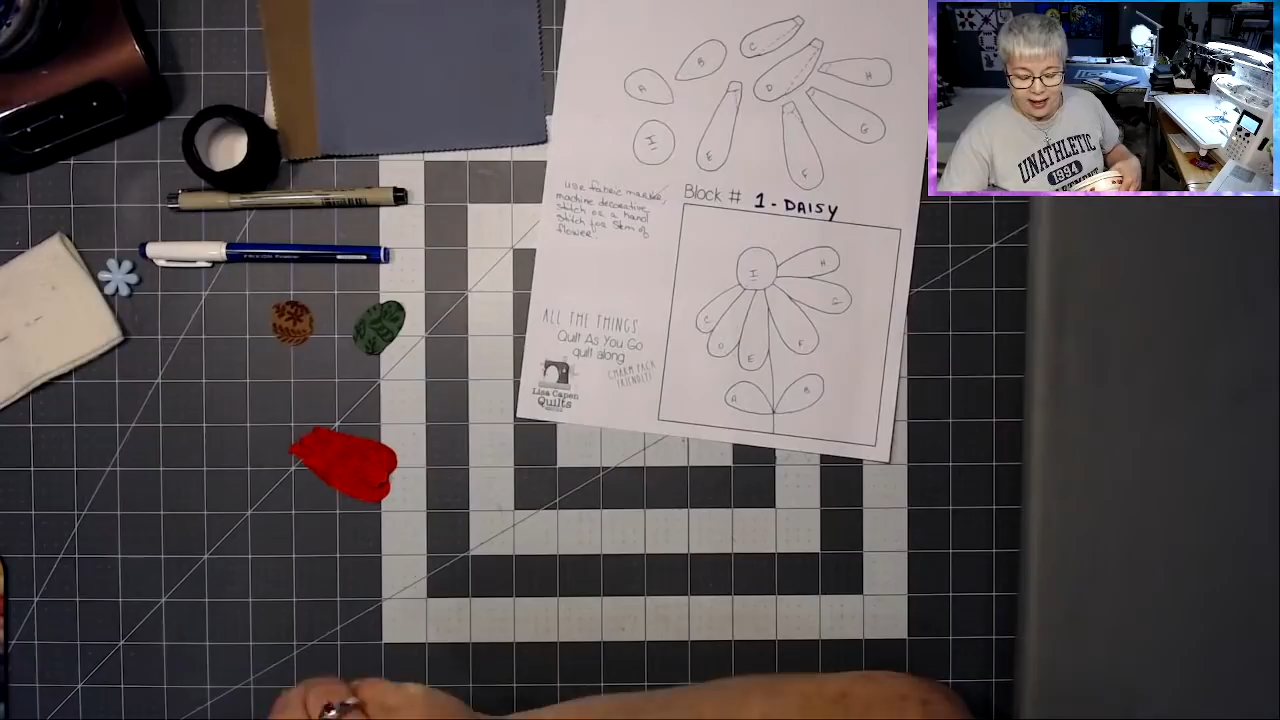 C
B
H
D
A
G
I
E
F
use fabric marker,
machine decorative
stitch or a hand
stitch for stem of
flower.
Block # 1 - DAISY
I
H
G
C
D
F
E
A
B
ALL THE THINGS
Quilt As You Go
quilt along
CHARM PACK
FRIENDLY!
Lisa Capen
Quilts
UNATHLETIC
1994